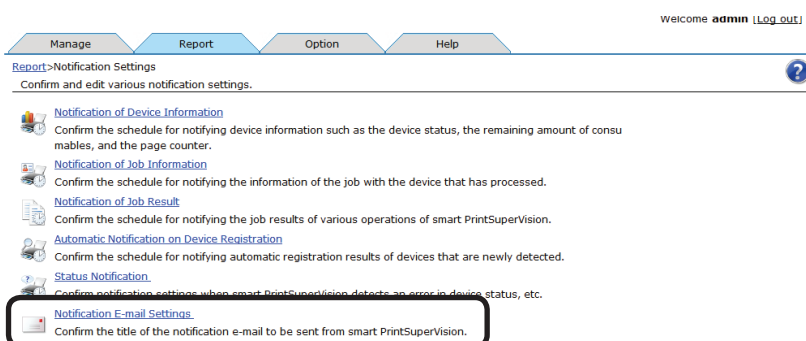 Welcome admin [Log out]
Manage Report Option Help
Report>Notification Settings
Confirm and edit various notification settings.
?
Notification of Device Information
Confirm the schedule for notifying device information such as the device status, the remaining amount of consu
mables, and the page counter.
Notification of Job Information
Confirm the schedule for notifying the information of the job with the device that has processed.
Notification of Job Result
Confirm the schedule for notifying the job results of various operations of smart PrintSuperVision.
Automatic Notification on Device Registration
Confirm the schedule for notifying automatic registration results of devices that are newly detected.
Status Notification
Confirm notification settings when smart PrintSuperVision detects an error in device status, etc.
Notification E-mail Settings
Confirm the title of the notification e-mail to be sent from smart PrintSuperVision.